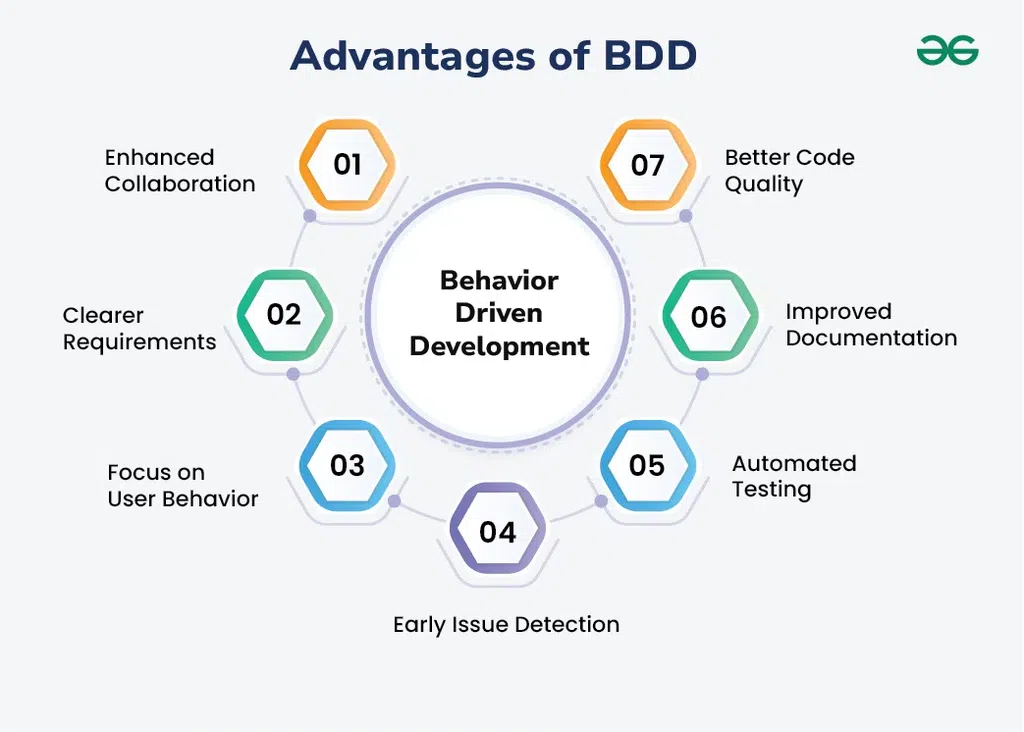 Advantages of BDD
01
Enhanced
Collaboration
02
Clearer
Requirements
03
Focus on
User Behavior
04
Early Issue Detection
05
Automated
Testing
06
Improved
Documentation
07
Better Code
Quality
Behavior
Driven
Development